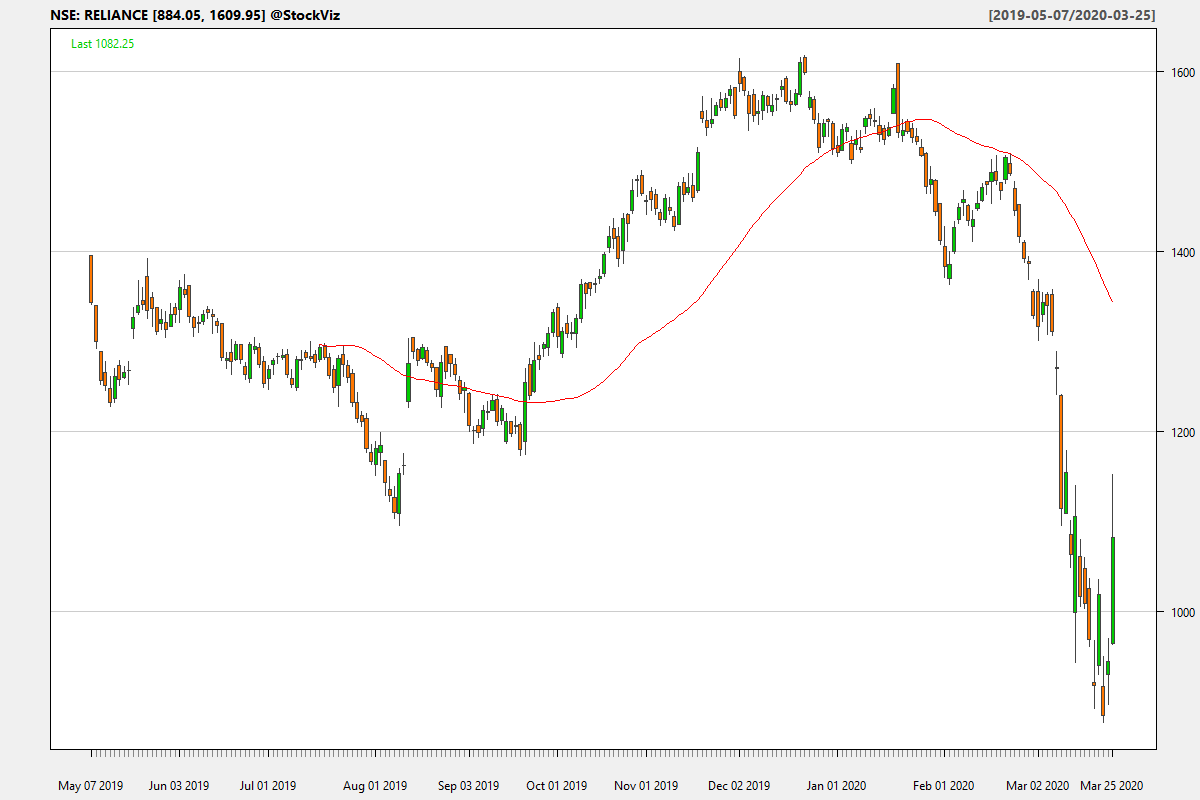 NSE: RELIANCE [884.05, 1609.95] @StockViz
[2019-05-07/2020-03-25]
Last 1082.25
1600
1400
1200
1000
May 07 2019 Jun 03 2019 Jul 01 2019 Aug 01 2019 Sep 03 2019 Oct 01 2019 Nov 01 2019 Dec 02 2019 Jan 01 2020 Feb 01 2020 Mar 02 2020 Mar 25 2020